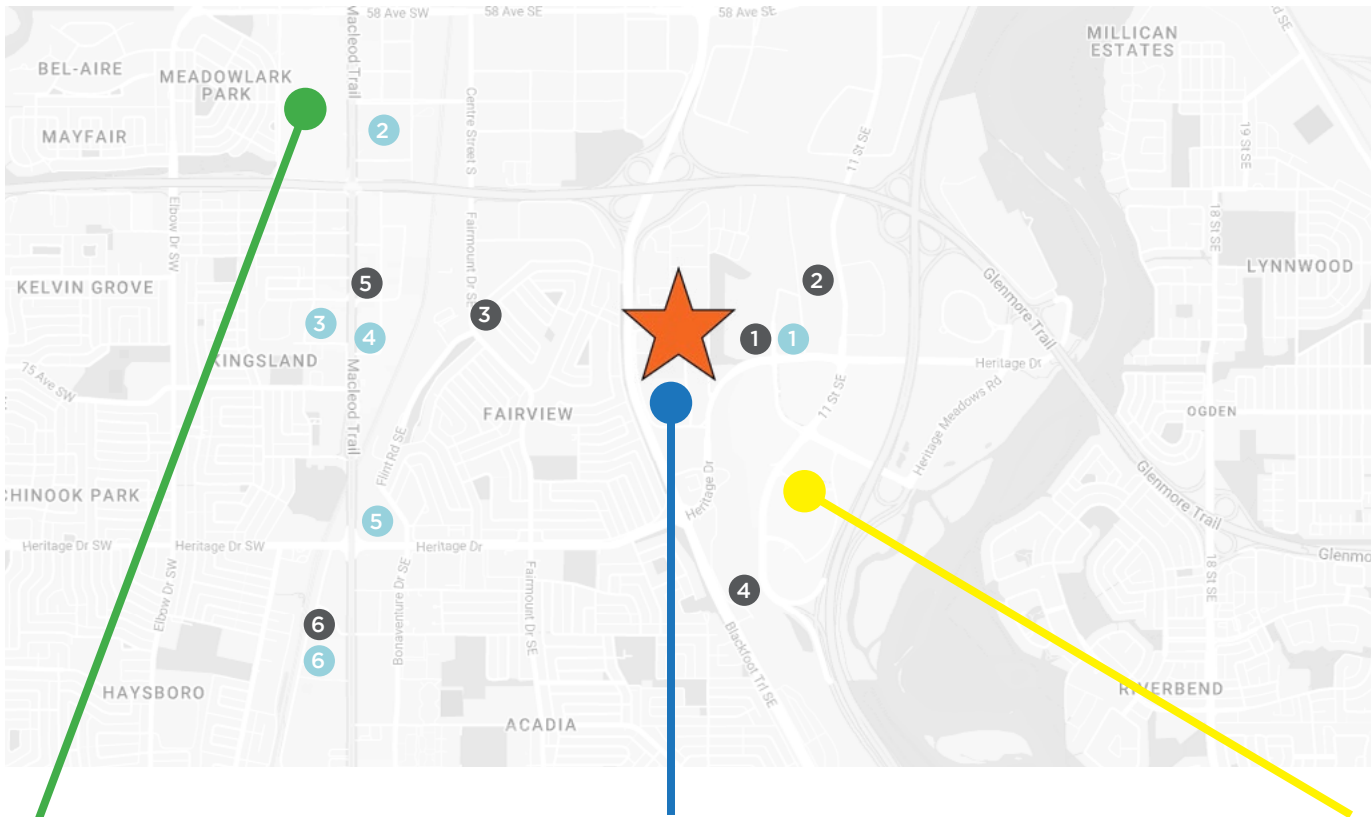 58 Ave SW
58 Ave SE
58 Ave SE
MILLICAN
ESTATES
BEL-AIRE
MEADOWLARK
PARK
Macleod Trail
MAYFAIR
2
Centre Street S
11 St SE
19 St SE
SE
Elbow Dr SW
Fairmount Dr SE
18 St SE
LYNNWOOD
KELVIN GROVE
5
3
2
Glenmore Trail
3
4
1
1
KINGSLAND
75 Ave SW
Macleod Trail
Heritage Dr
11 St SE
Heritage Meadows Rd
OGDEN
FAIRVIEW
Flint Rd SE
CHINOOK PARK
Heritage Dr
Glenmore Trail
5
Heritage Dr SW
Heritage Dr SW
Heritage Dr
Glenmo
Elbow Dr SW
Bonaventure Dr SE
Fairmount Dr SE
4
18 St SE
6
6
Blackfoot Trl SE
HAYSBORO
RIVERBEND
ACADIA